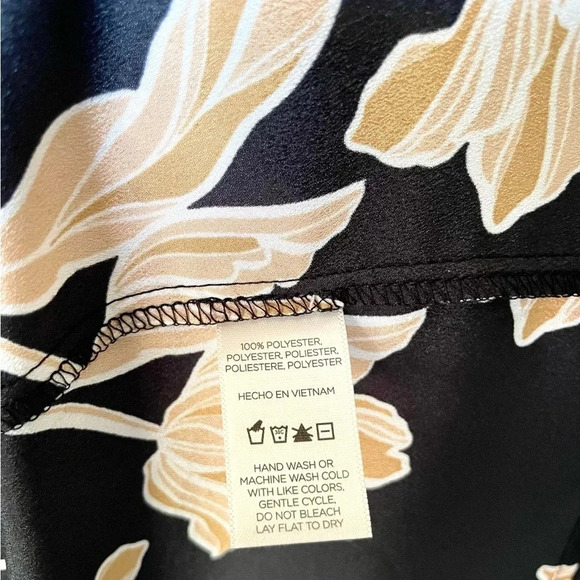 100% POLYESTER,
POLYESTER, POLIESTER,
POLIESTERE, POLYESTER
HECHO EN VIETNAM
HAND WASH OR
MACHINE WASH COLD
WITH LIKE COLORS,
GENTLE CYCLE,
DO NOT BLEACH
LAY FLAT TO DRY